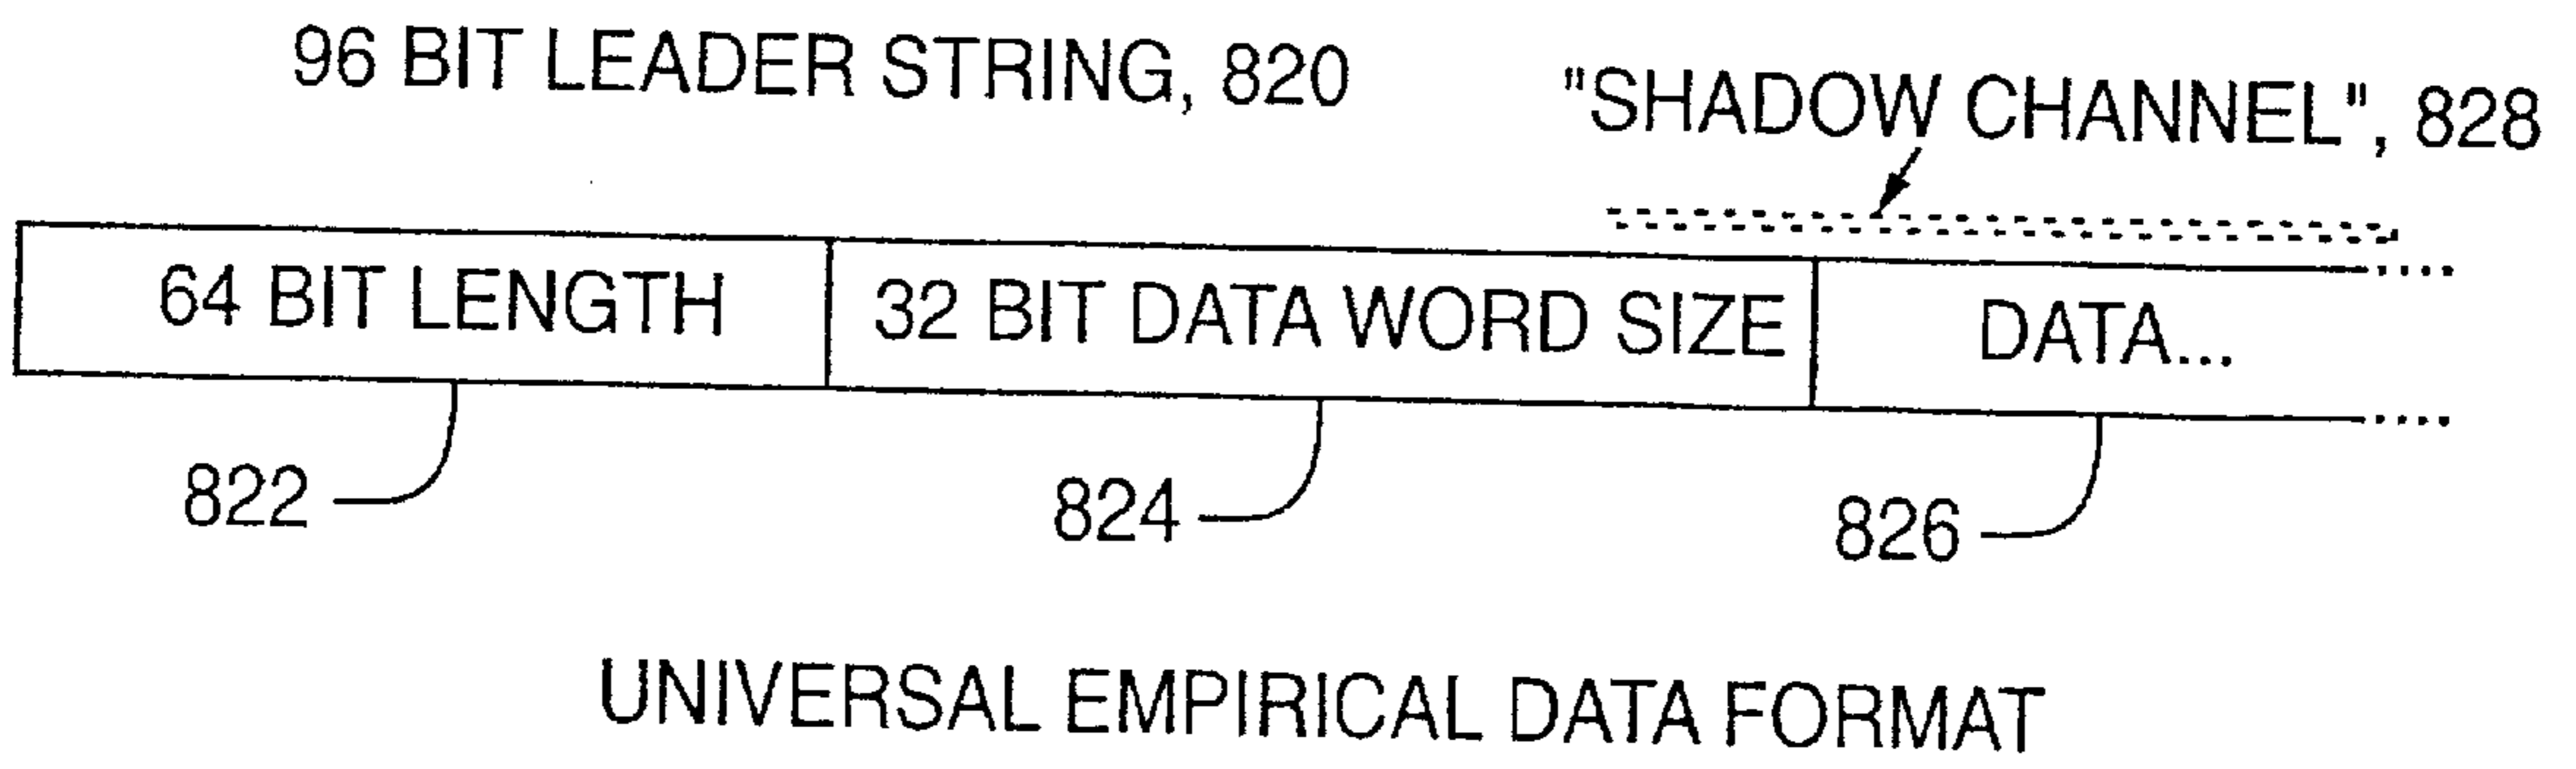 96 BIT LEADER STRING, 820
"SHADOW CHANNEL", 828
64 BIT LENGTH
32 BIT DATA WORD SIZE
DATA...
822
824
826
UNIVERSAL EMPIRICAL DATA FORMAT